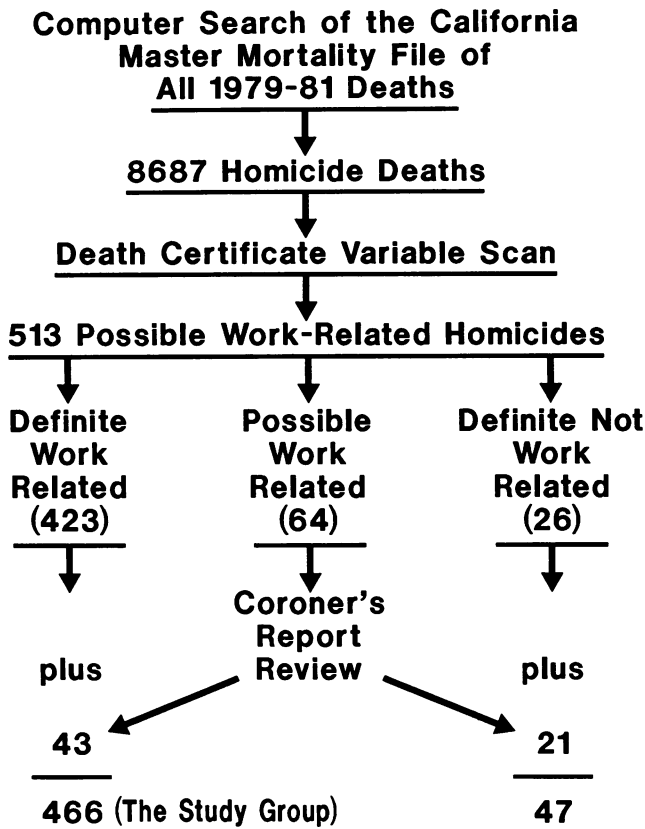 Computer Search of the California
Master Mortality File of
All 1979-81 Deaths
8687 Homicide Deaths
Death Certificate Variable Scan
513 Possible Work-Related Homicides
Definite
Work
Related
(423)
Possible
Work
Related
(64)
Definite Not
Work
Related
(26)
Coroner's
Report
Review
plus
plus
43
21
466 (The Study Group)
47